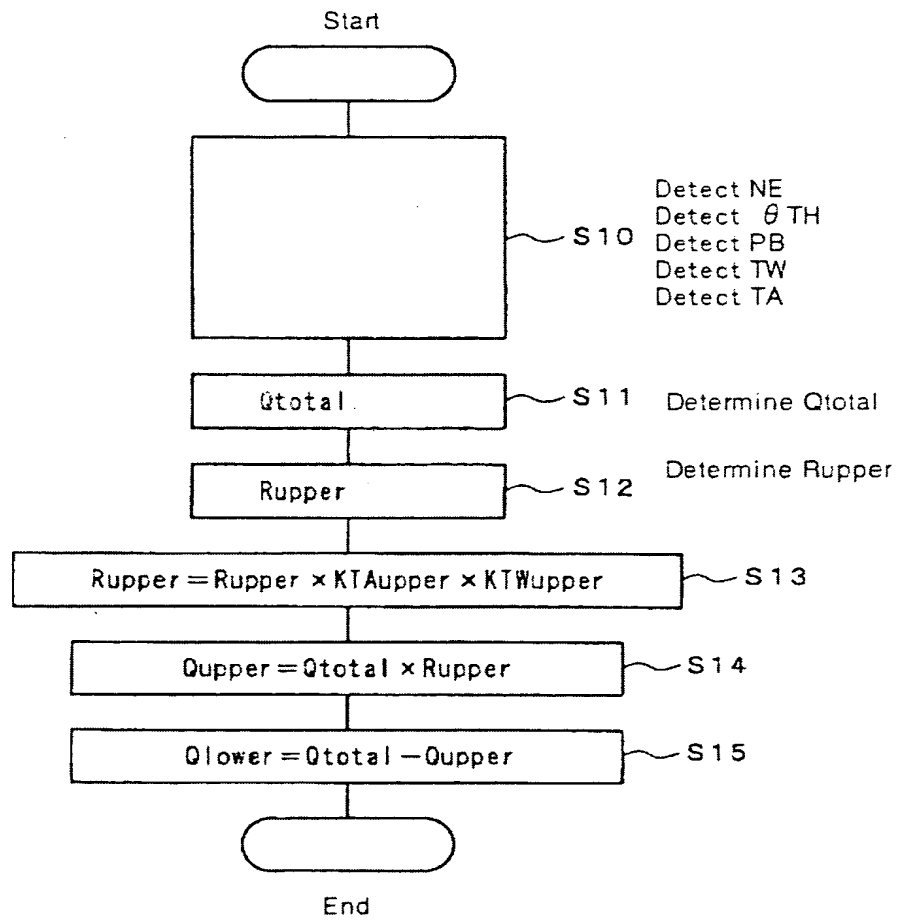 Start
S10
Detect NE
Detect θTH
Detect PB
Detect TW
Detect TA
Qtotal
S11
Determine Qtotal
Rupper
S12
Determine Rupper
Rupper=Rupper×KTAupper×KTWupper
S13
Qupper=Qtotal×Rupper
S14
Qlower=Qtotal−Qupper
S15
End